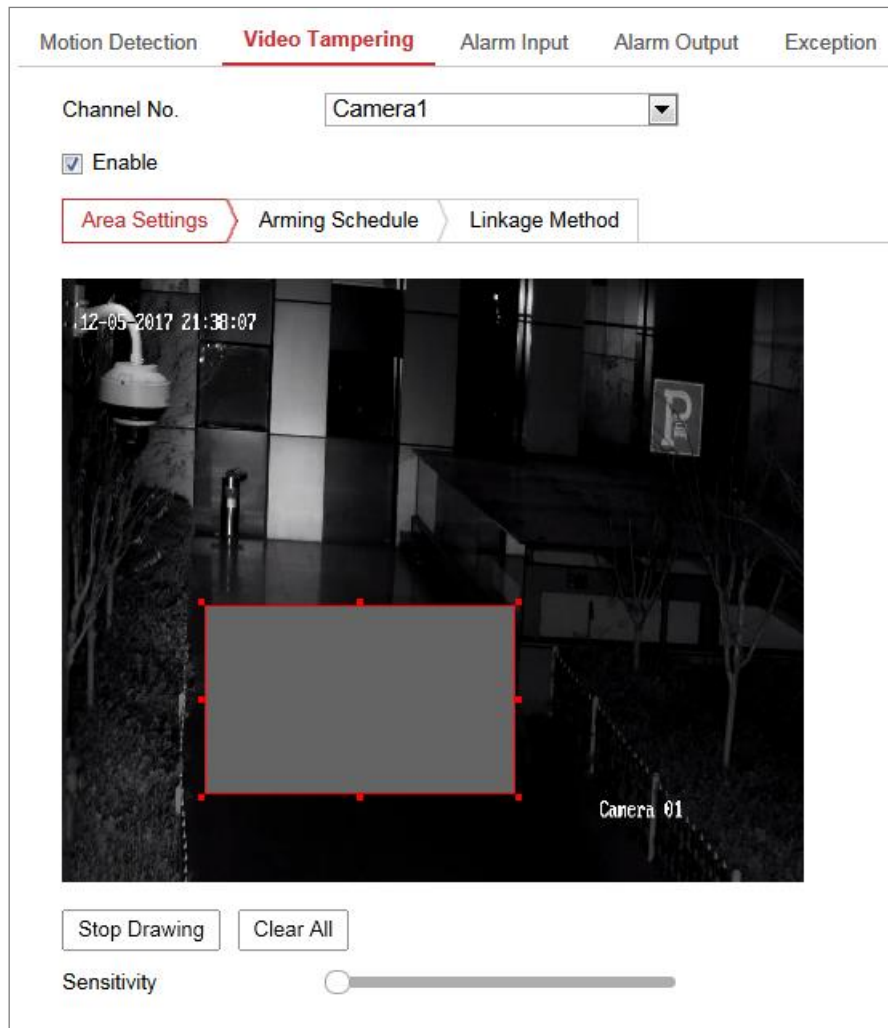 Motion Detection Video Tampering Alarm Input Alarm Output Exception
Channel No. Camera1
Enable
Area Settings Arming Schedule Linkage Method
12-05-2017 21:38:07
P
Camera 01
Stop Drawing Clear All
Sensitivity